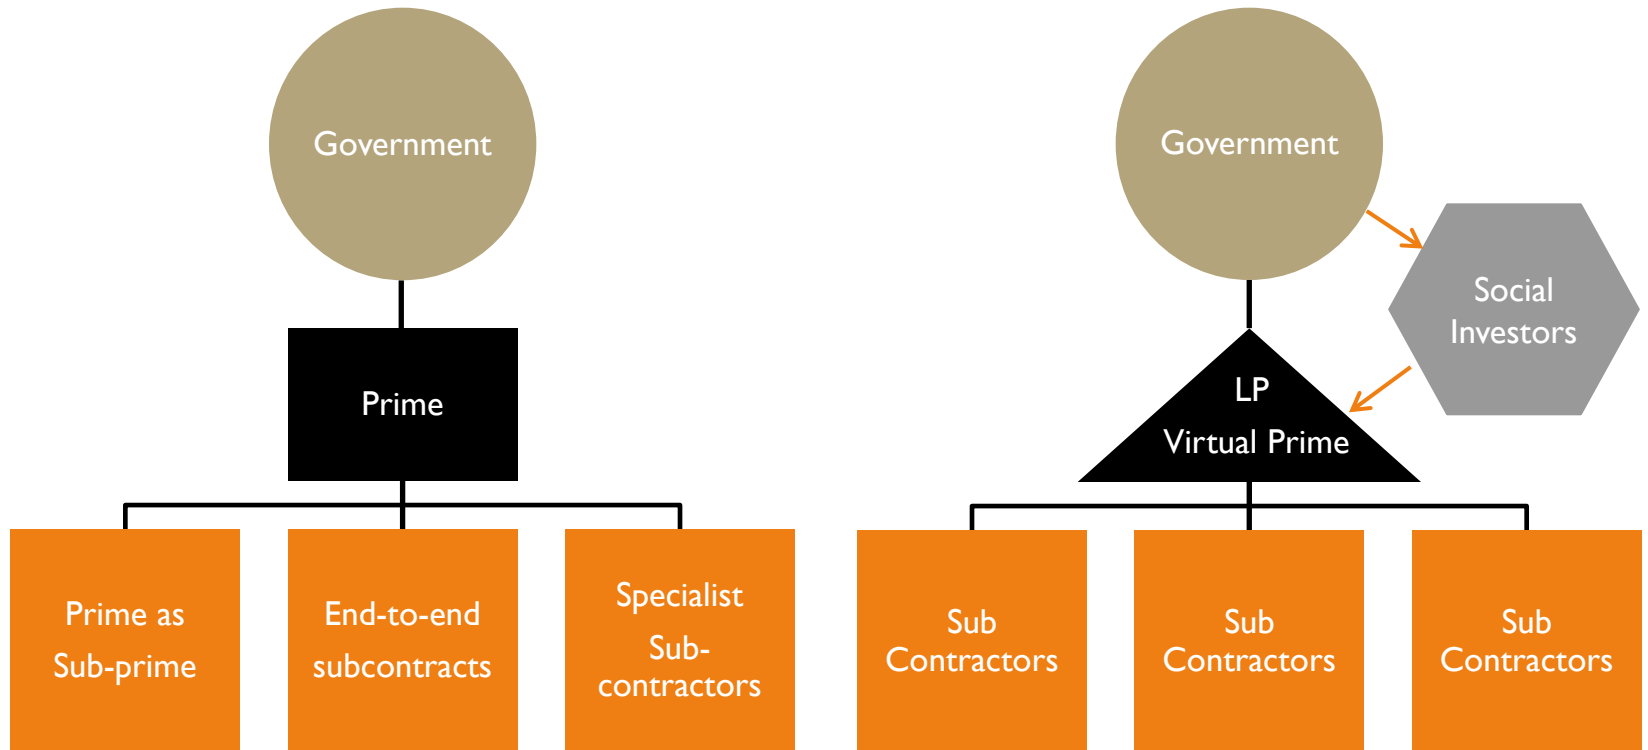 Government
Prime
Prime as
Sub-prime
End-to-end
subcontracts
Specialist
Sub-
contractors
Government
Social
Investors
LP
Virtual Prime
Sub
Contractors
Sub
Contractors
Sub
Contractors